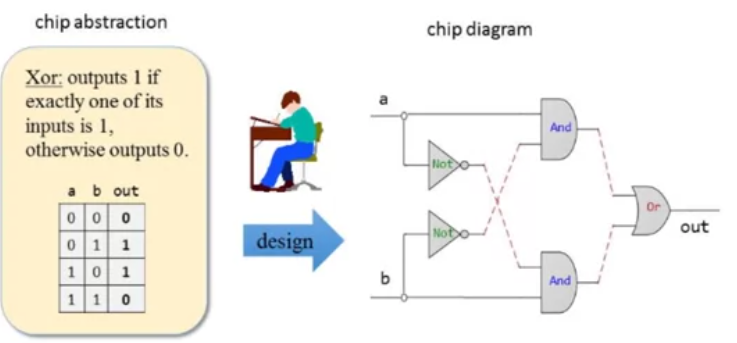 chip abstraction
Xor: outputs 1 if
exactly one of its
inputs is 1,
otherwise outputs 0.
a b out
0 0 0
0 1 1
1 0 1
1 1 0
design
chip diagram
a
And
Not
Or
out
Not
b
And